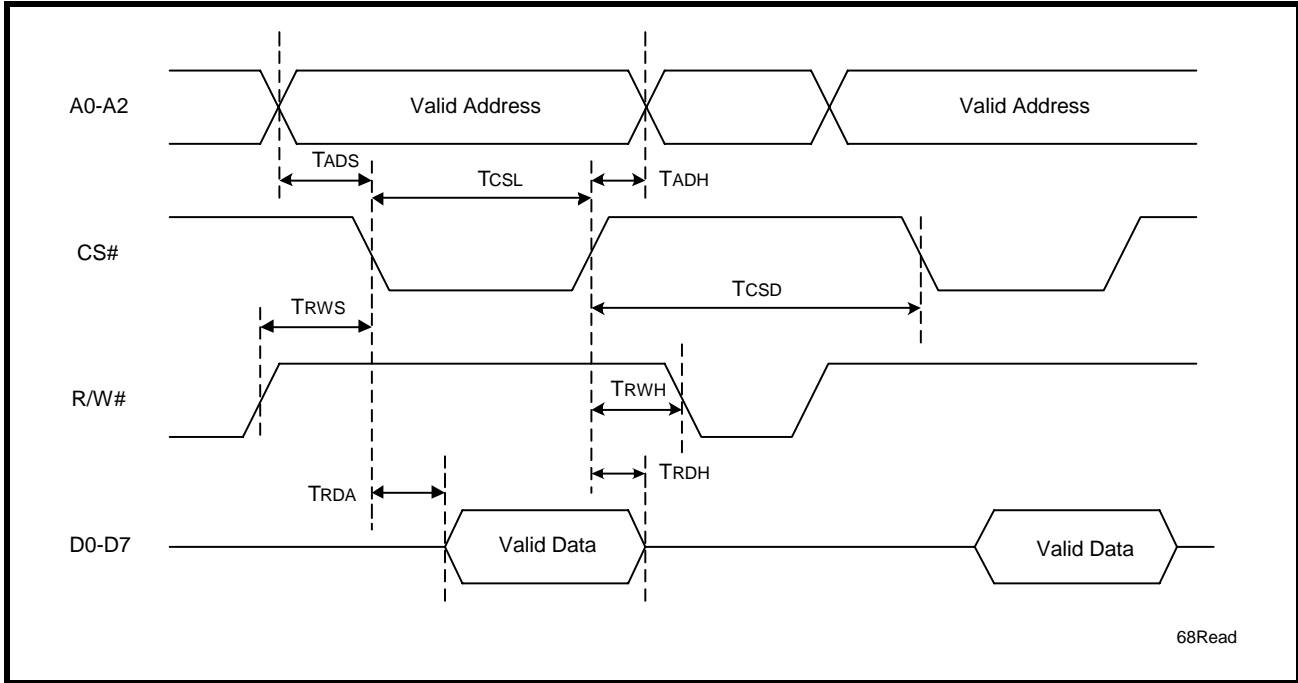 A0-A2
Valid Address
Valid Address
TADS
TCSL
TADH
CS#
TCSD
TRWS
R/W#
TRWH
TRDH
TRDA
D0-D7
Valid Data
Valid Data
68Read